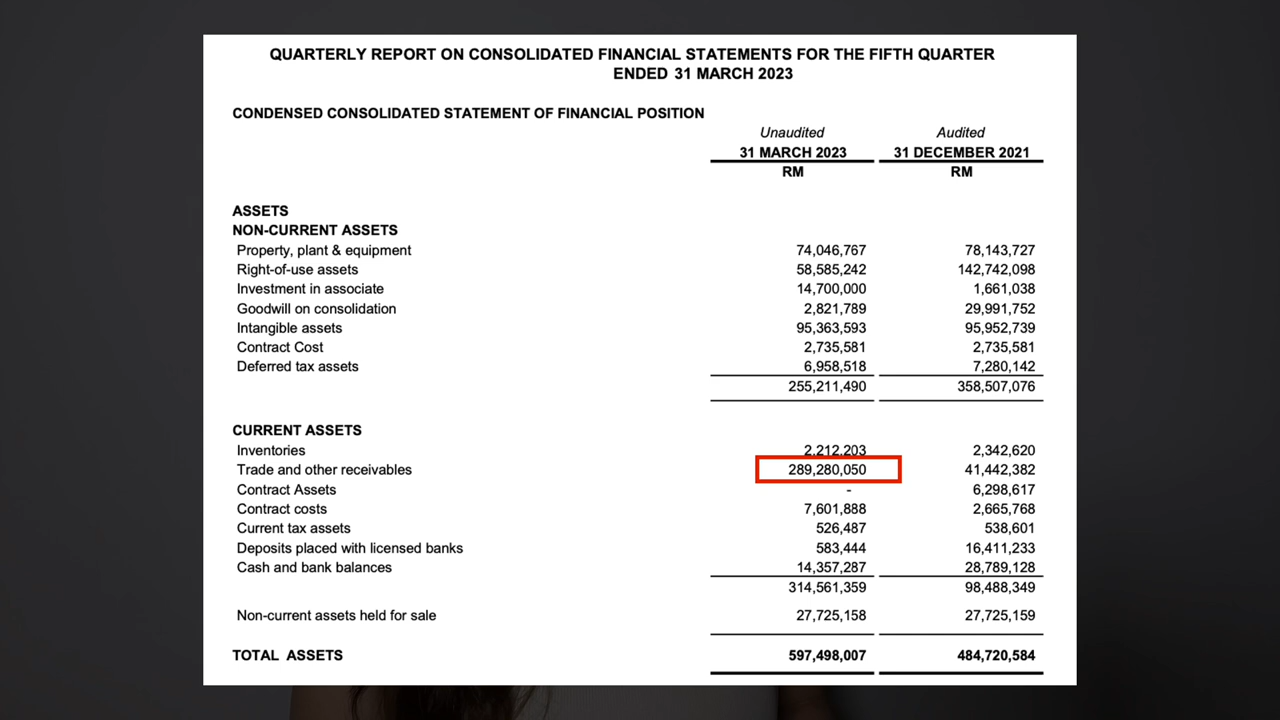 QUARTERLY REPORT ON CONSOLIDATED FINANCIAL STATEMENTS FOR THE FIFTH QUARTER
ENDED 31 MARCH 2023
CONDENSED CONSOLIDATED STATEMENT OF FINANCIAL POSITION
Unaudited Audited
31 MARCH 2023 31 DECEMBER 2021
RM RM
ASSETS
NON-CURRENT ASSETS
Property, plant & equipment 74,046,767 78,143,727
Right-of-use assets 58,585,242 142,742,098
Investment in associate 14,700,000 1,661,038
Goodwill on consolidation 2,821,789 29,991,752
Intangible assets 95,363,593 95,952,739
Contract Cost 2,735,581 2,735,581
Deferred tax assets 6,958,518 7,280,142
255,211,490 358,507,076
CURRENT ASSETS
Inventories 2,212,203 2,342,620
Trade and other receivables 289,280,050 41,442,382
Contract Assets - 6,298,617
Contract costs 7,601,888 2,665,768
Current tax assets 526,487 538,601
Deposits placed with licensed banks 583,444 16,411,233
Cash and bank balances 14,357,287 28,789,128
314,561,359 98,488,349
Non-current assets held for sale 27,725,158 27,725,159
TOTAL ASSETS 597,498,007 484,720,584